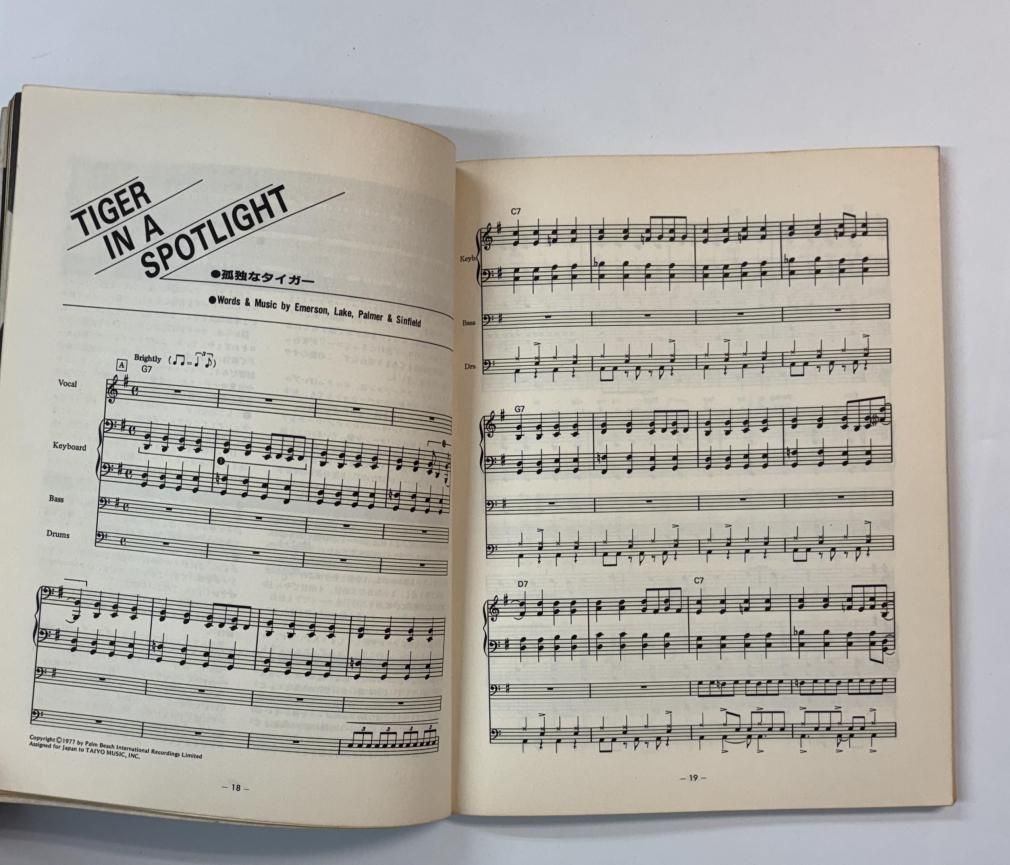 TIGER
IN A
SPOTLIGHT
●孤独なタイガー
●Words & Music by Emerson, Lake, Palmer & Sinfield
A
Brightly
G7
Vocal
Keyboard
Bass
Drums
Copyright©1977 by Palm Beach International Recordings Limited
Assigned for Japan to TAIYO MUSIC, INC.
– 18 –
C7
Keyb
Bass
Drs
G7
D7 C7
– 19 –